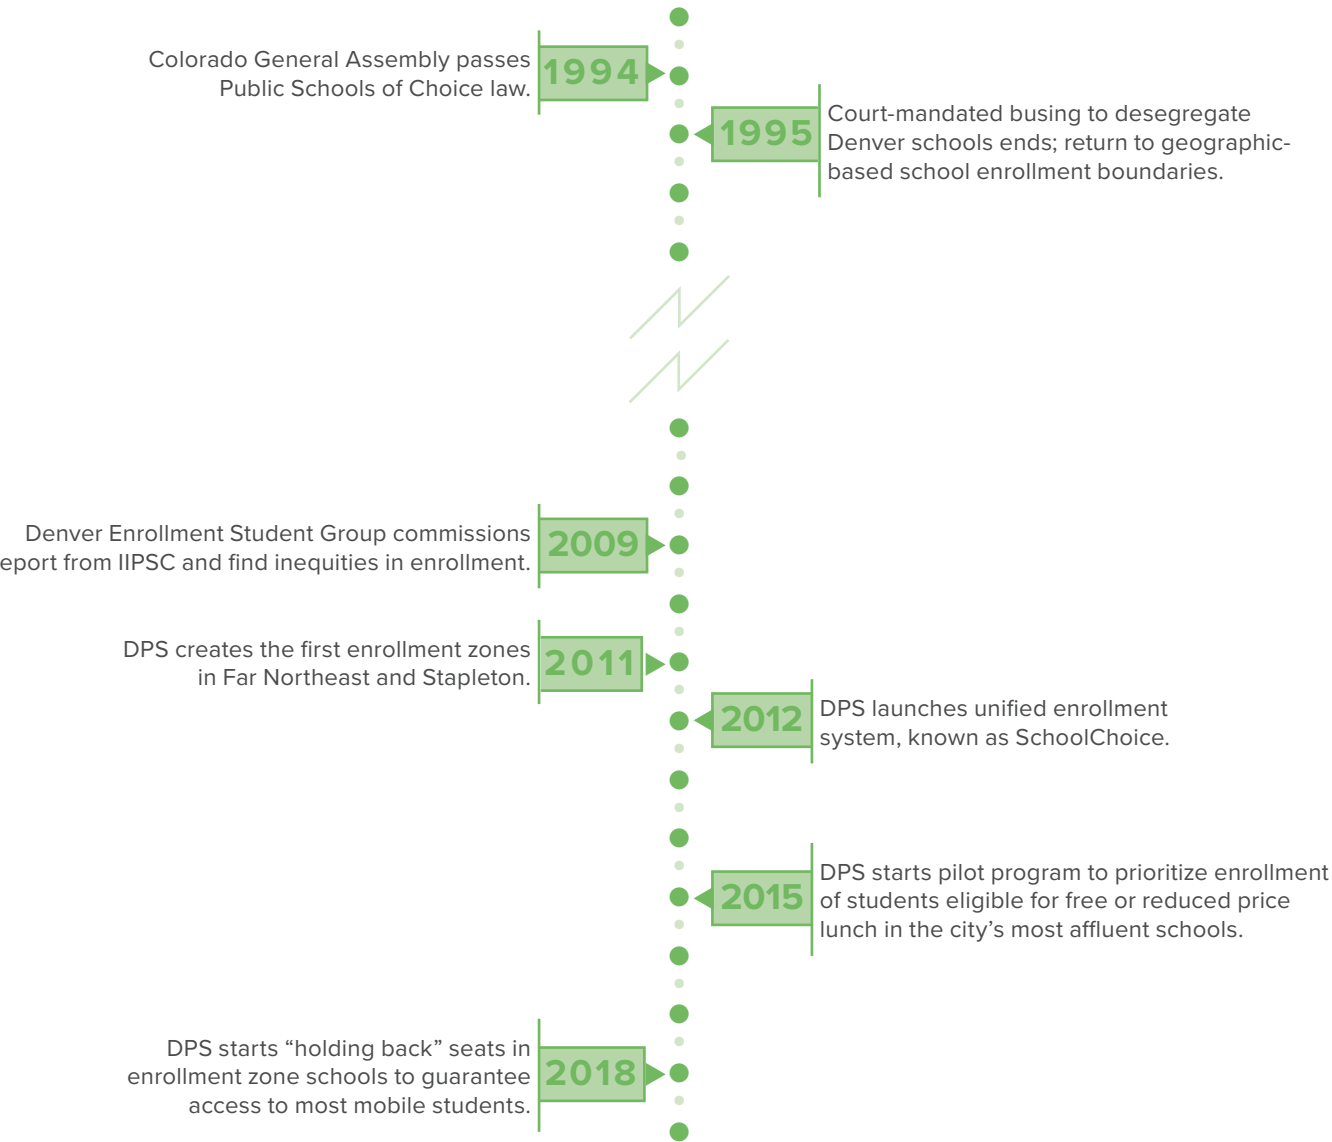 Colorado General Assembly passes
Public Schools of Choice law.
1994
1995
Court-mandated busing to desegregate
Denver schools ends; return to geographic-
based school enrollment boundaries.
Denver Enrollment Student Group commissions
eport from IIPSC and find inequities in enrollment.
2009
DPS creates the first enrollment zones
in Far Northeast and Stapleton.
2011
2012
DPS launches unified enrollment
system, known as SchoolChoice.
2015
DPS starts pilot program to prioritize enrollment
of students eligible for free or reduced price
lunch in the city’s most affluent schools.
DPS starts “holding back” seats in
enrollment zone schools to guarantee
access to most mobile students.
2018